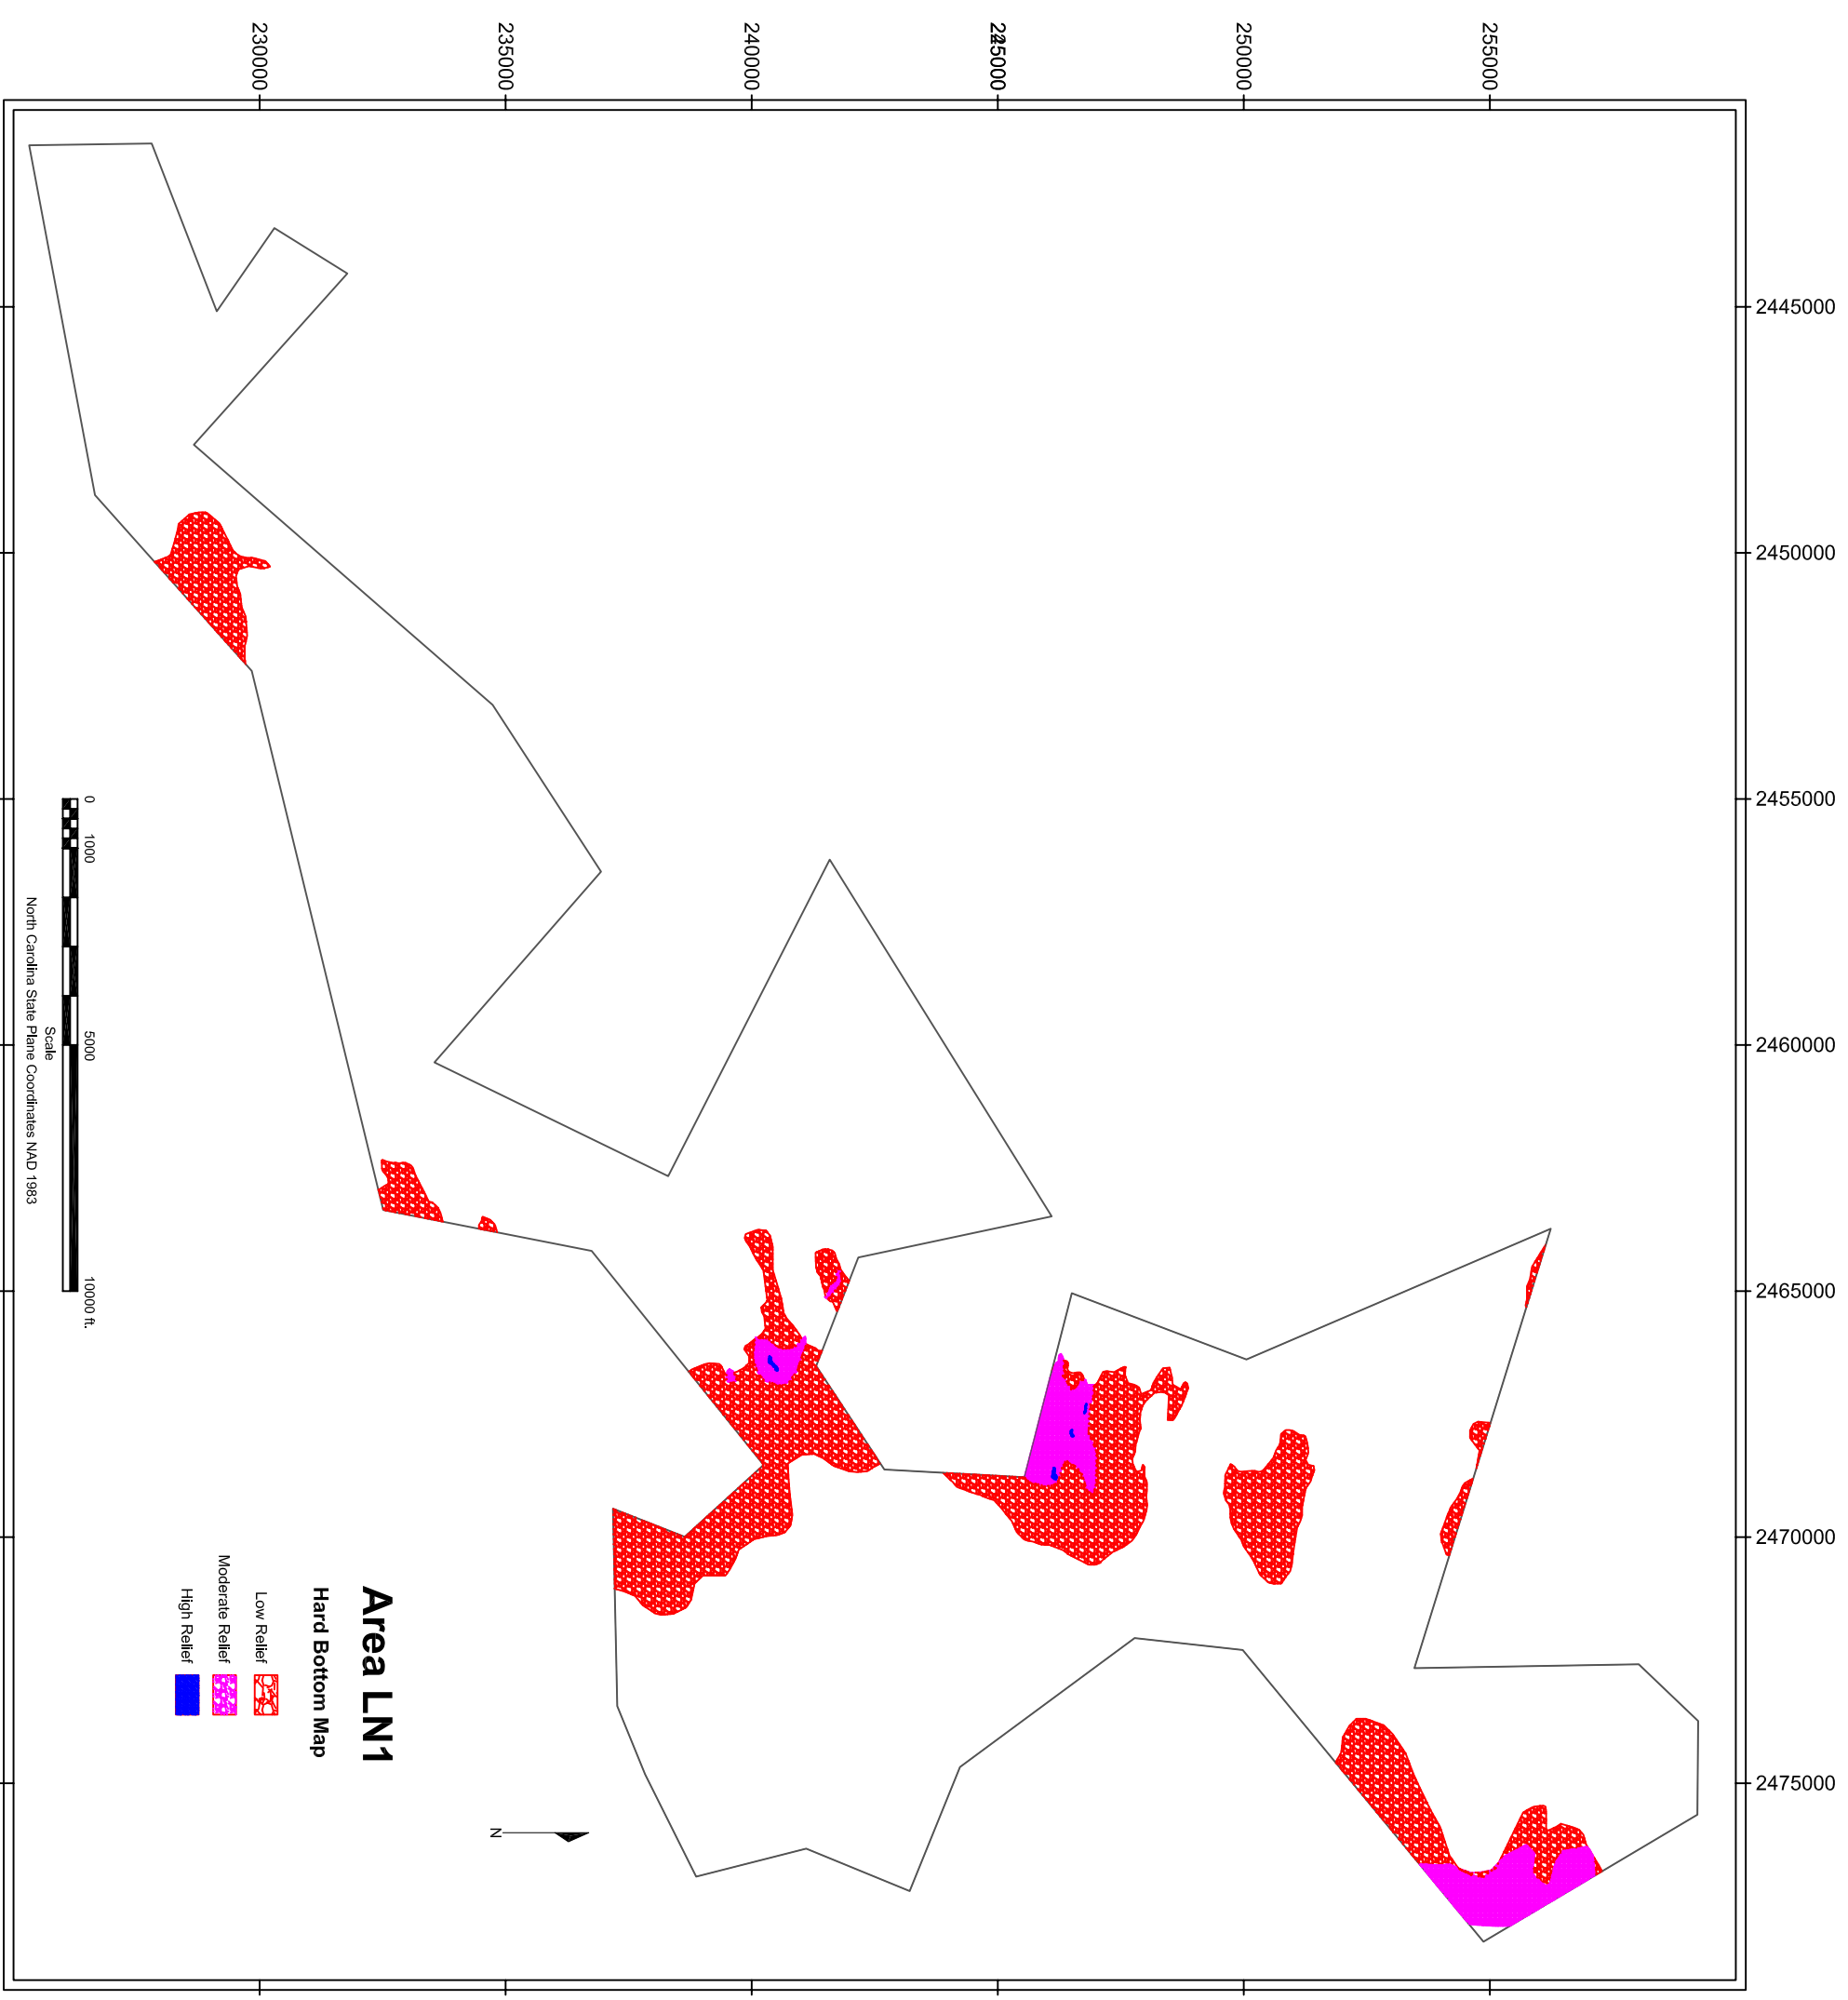 255000
250000
245000
240000
235000
230000
2445000
2450000
2455000
2460000
2465000
2470000
2475000
Area LN1
Hard Bottom Map
Low Relief
Moderate Relief
High Relief
N
0 1000 5000 10000 ft.
Scale
North Carolina State Plane Coordinates NAD 1983